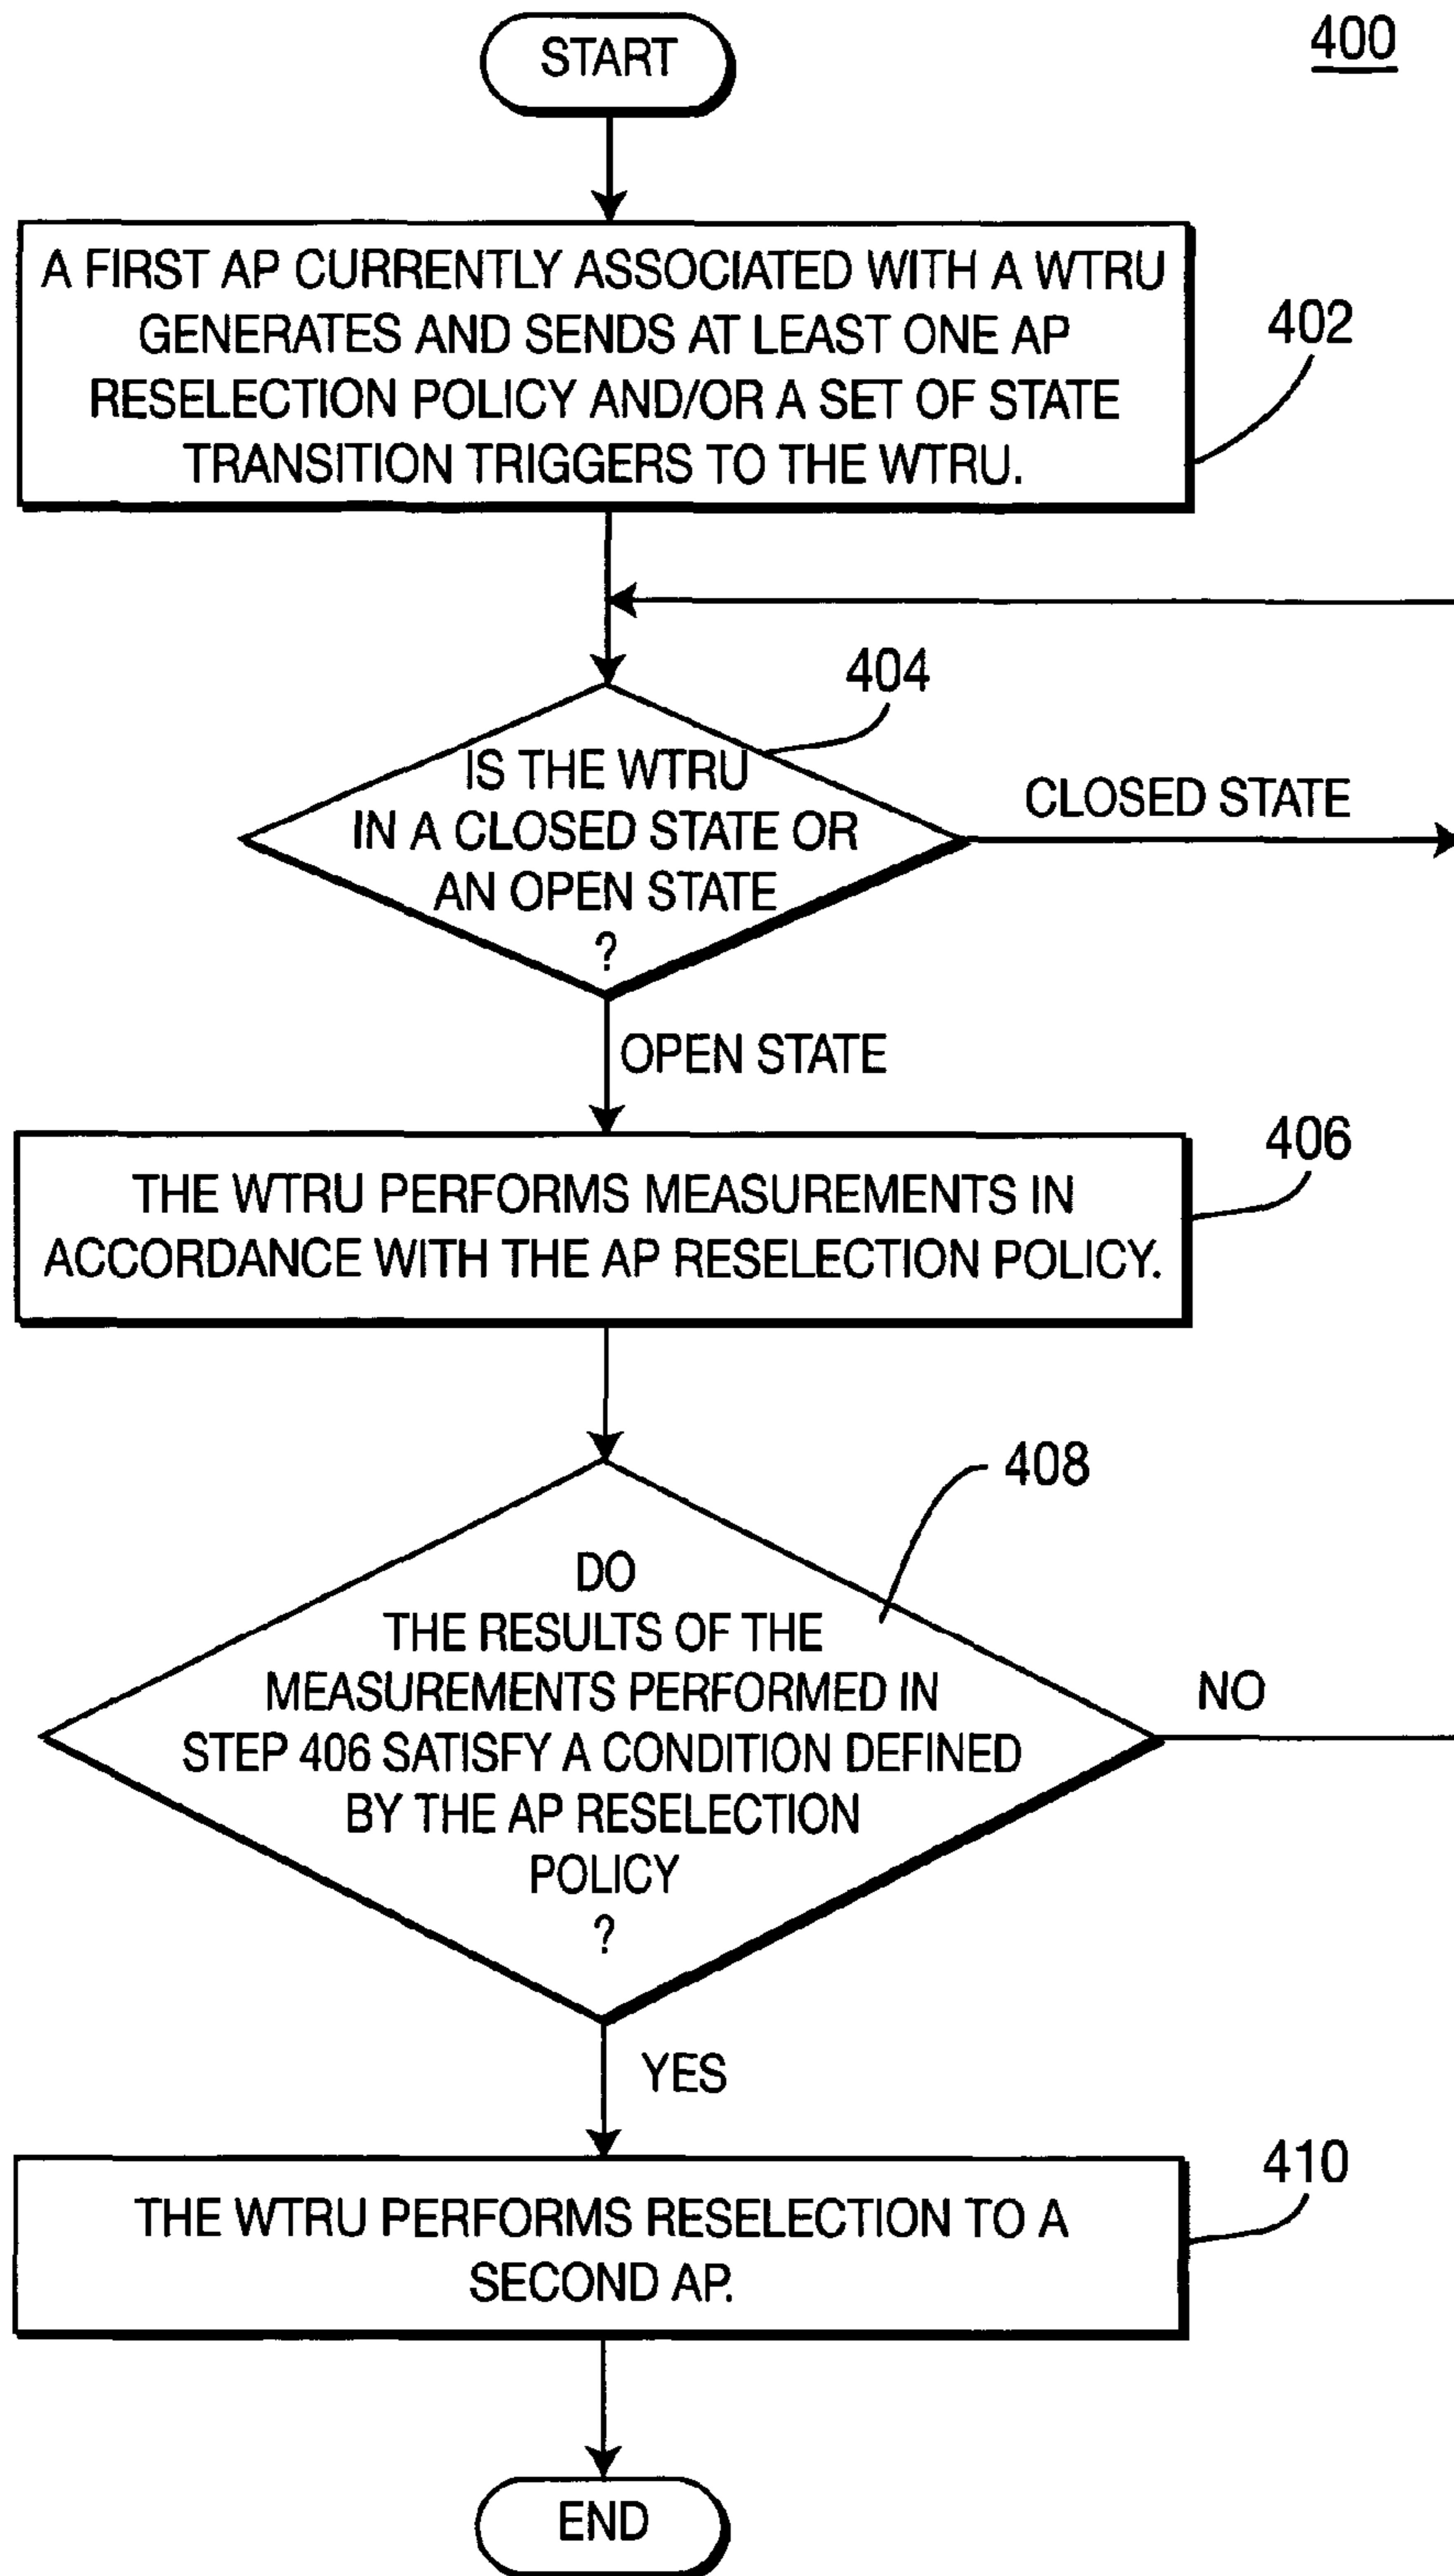 START
400
A FIRST AP CURRENTLY ASSOCIATED WITH A WTRU
GENERATES AND SENDS AT LEAST ONE AP
RESELECTION POLICY AND/OR A SET OF STATE
TRANSITION TRIGGERS TO THE WTRU.
402
404
IS THE WTRU
IN A CLOSED STATE OR
AN OPEN STATE
?
CLOSED STATE
OPEN STATE
406
THE WTRU PERFORMS MEASUREMENTS IN
ACCORDANCE WITH THE AP RESELECTION POLICY.
408
DO
THE RESULTS OF THE
MEASUREMENTS PERFORMED IN
STEP 406 SATISFY A CONDITION DEFINED
BY THE AP RESELECTION
POLICY
?
NO
YES
410
THE WTRU PERFORMS RESELECTION TO A
SECOND AP.
END